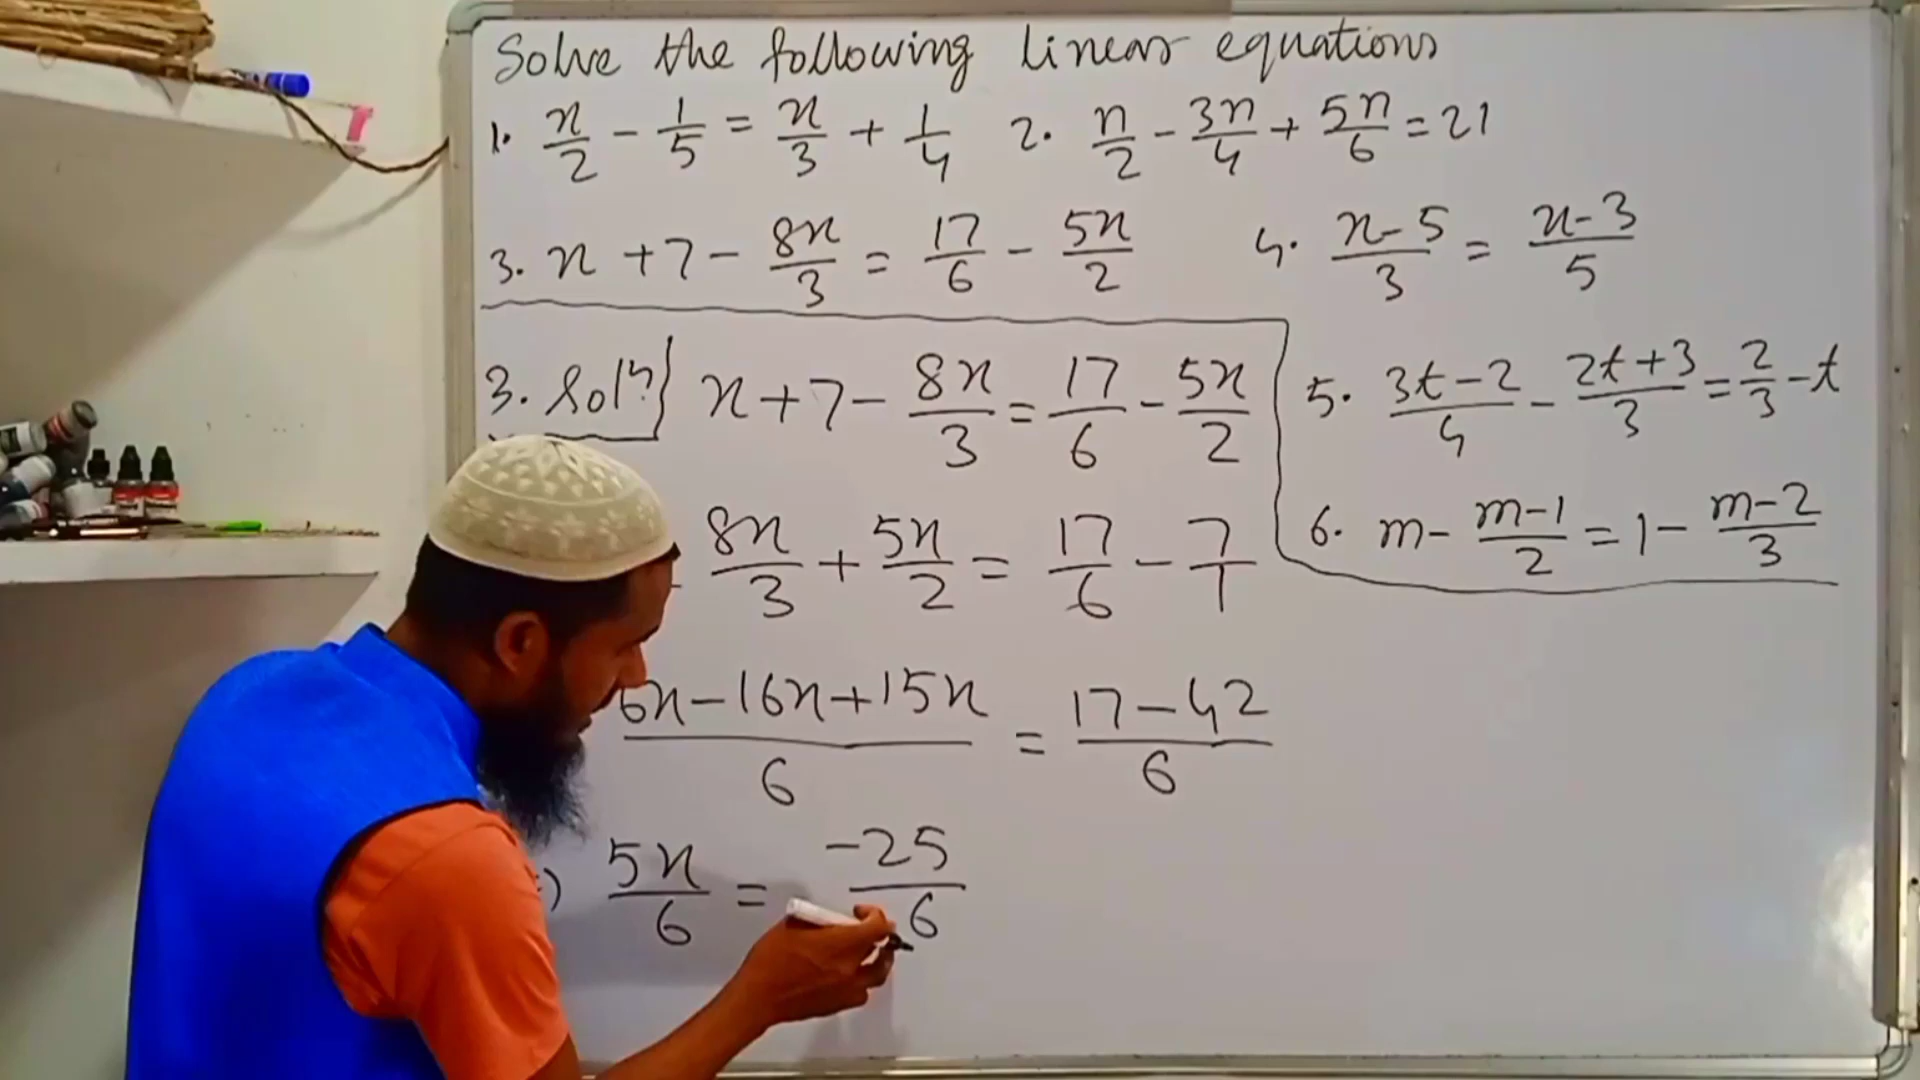 Solve the following linear equations
1. x/2 - 1/5 = x/3 + 1/4 2. n/2 - 3n/4 + 5n/6 = 21
3. x + 7 - 8x/3 = 17/6 - 5x/2 4. x-5/3 = x-3/5
3. Solⁿ. x + 7 - 8x/3 = 17/6 - 5x/2
8x/3 + 5x/2 = 17/6 - 7/1
6x - 16x + 15x/6 = 17 - 42/6
5x/6 = -25/6
5. 3t-2/4 - 2t+3/3 = 2/3 - t
6. m - m-1/2 = 1 - m-2/3